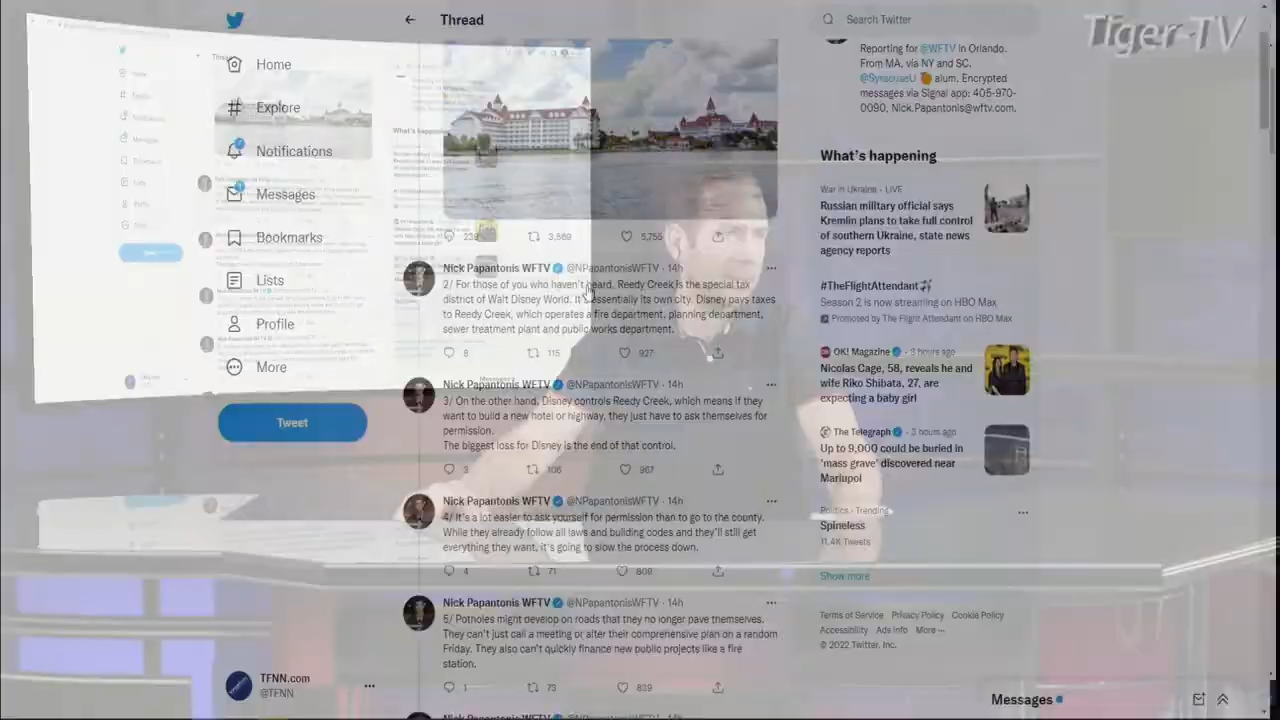 Thread
Search Twitter
Tiger-TV
Home
Explore
Notifications
Messages
Bookmarks
Lists
Profile
More
Tweet
TFNN.com
@TFNN
3,569 5,755
Nick Papantonis WFTV @NPapantonisWFTV · 14h
2/ For those of you who haven't heard, Reedy Creek is the special tax
district of Walt Disney World. It's essentially its own city. Disney pays taxes
to Reedy Creek, which operates a fire department, planning department,
sewer treatment plant and public works department.
8 115 927
Nick Papantonis WFTV @NPapantonisWFTV · 14h
3/ On the other hand, Disney controls Reedy Creek, which means if they
want to build a new hotel or highway, they just have to ask themselves for
permission.
The biggest loss for Disney is the end of that control.
3 106 967
Nick Papantonis WFTV @NPapantonisWFTV · 14h
4/ It's a lot easier to ask yourself for permission than to go to the county.
While they already follow all laws and building codes and they'll still get
everything they want, it's going to slow the process down.
4 71 808
Nick Papantonis WFTV @NPapantonisWFTV · 14h
5/ Potholes might develop on roads that they no longer pave themselves.
They can't just call a meeting or alter their comprehensive plan on a random
Friday. They also can't quickly finance new public projects like a fire
station.
1 73 839
Reporting for @WFTV in Orlando.
From MA, via NY and SC.
@SyracuseU 🍊 alum. Encrypted
messages via Signal app: 405-970-
0090, Nick.Papantonis@wftv.com.
What's happening
War in Ukraine · LIVE
Russian military official says
Kremlin plans to take full control
of southern Ukraine, state news
agency reports
#TheFlightAttendant
Season 2 is now streaming on HBO Max
Promoted by The Flight Attendant on HBO Max
OK! Magazine · 3 hours ago
Nicolas Cage, 58, reveals he and
wife Riko Shibata, 27, are
expecting a baby girl
The Telegraph · 3 hours ago
Up to 9,000 could be buried in
'mass grave' discovered near
Mariupol
Politics · Trending
Spineless
11.4K Tweets
Show more
Terms of Service Privacy Policy Cookie Policy
Accessibility Ads info More ···
© 2022 Twitter, Inc.
Messages